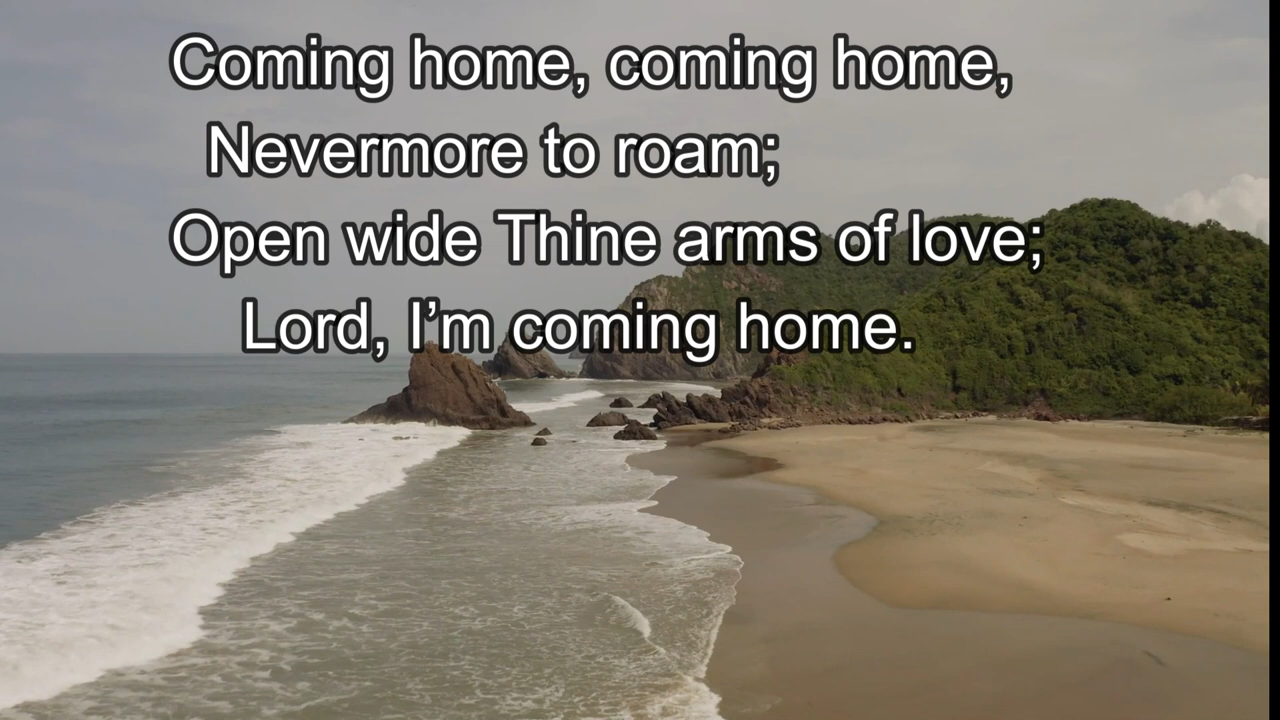 Coming home, coming home,
Nevermore to roam;
Open wide Thine arms of love;
Lord, I’m coming home.